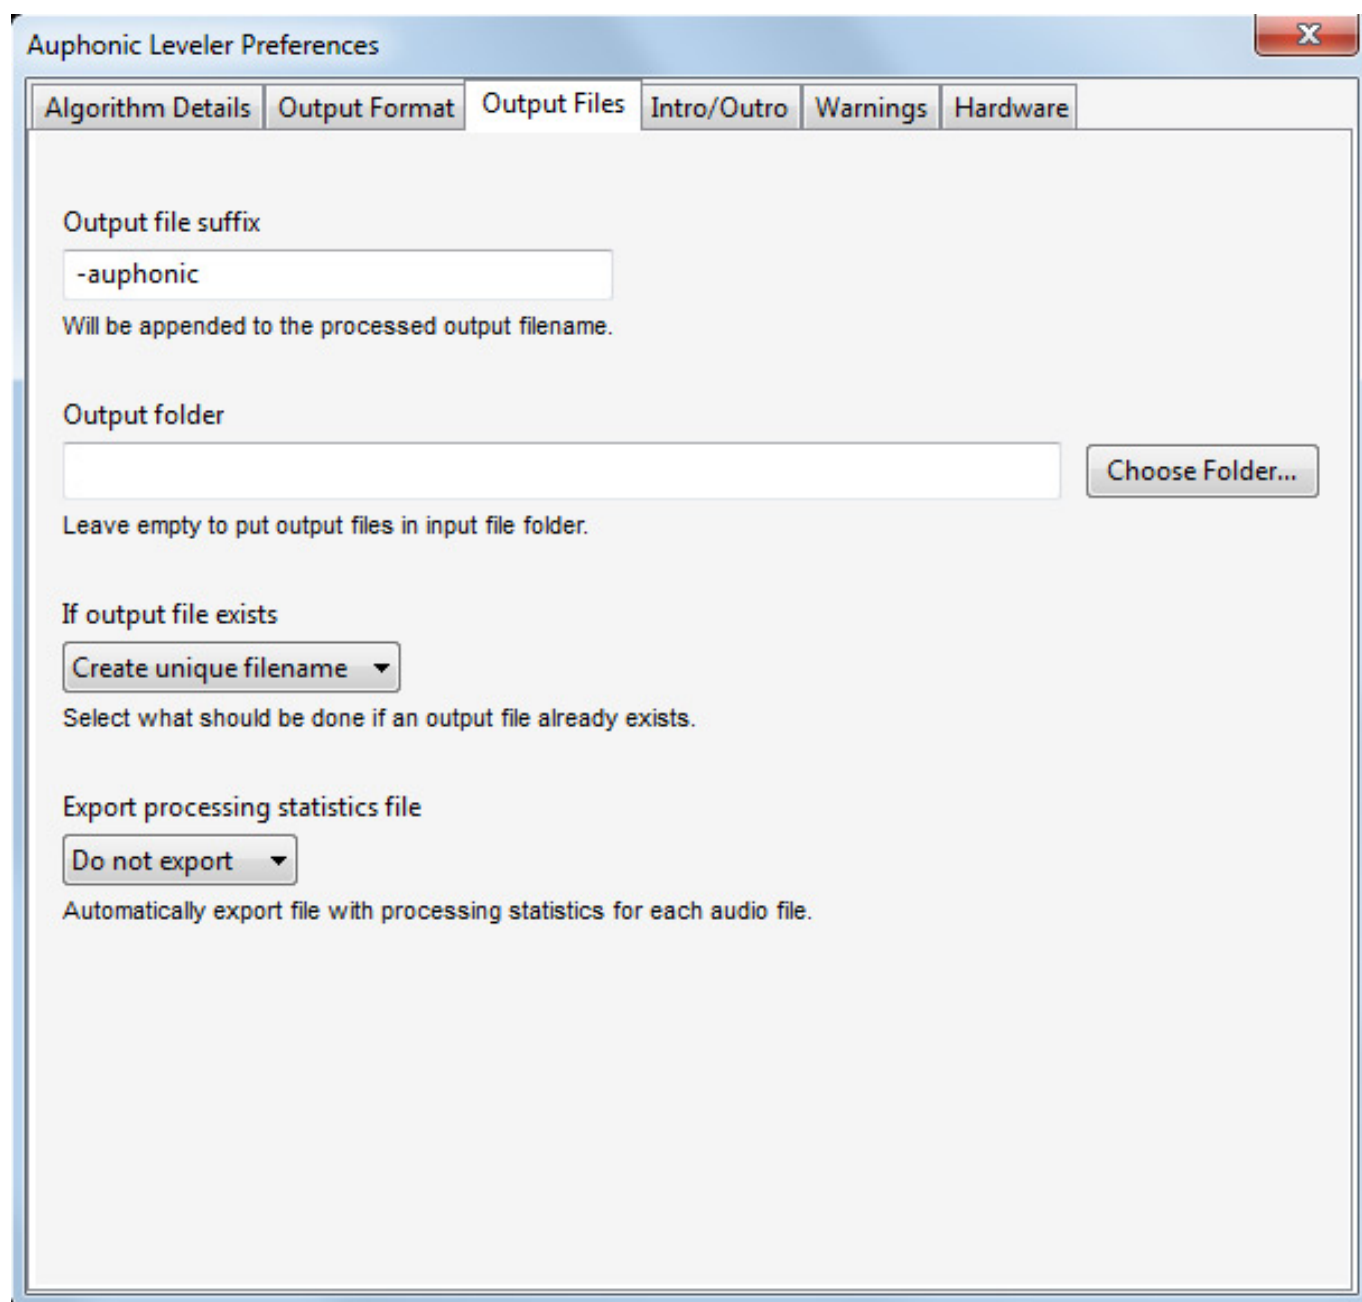 Auphonic Leveler Preferences
x
Algorithm Details Output Format Output Files Intro/Outro Warnings Hardware
Output file suffix
-auphonic
Will be appended to the processed output filename.
Output folder
Choose Folder...
Leave empty to put output files in input file folder.
If output file exists
Create unique filename
Select what should be done if an output file already exists.
Export processing statistics file
Do not export
Automatically export file with processing statistics for each audio file.